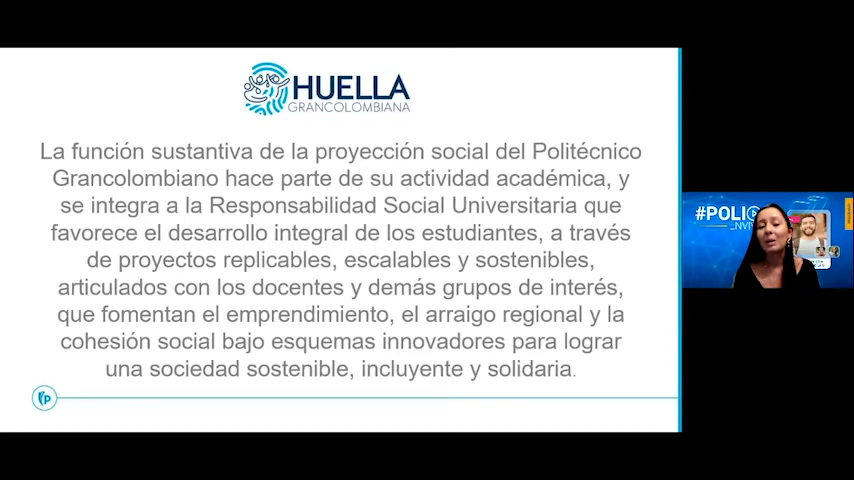 HUELLA
GRANCOLOMBIANA
La función sustantiva de la proyección social del Politécnico
Grancolombiano hace parte de su actividad académica, y
se integra a la Responsabilidad Social Universitaria que
favorece el desarrollo integral de los estudiantes, a través
de proyectos replicables, escalables y sostenibles,
articulados con los docentes y demás grupos de interés,
que fomentan el emprendimiento, el arraigo regional y la
cohesión social bajo esquemas innovadores para lograr
una sociedad sostenible, incluyente y solidaria.
p
#POLI
_NVIV